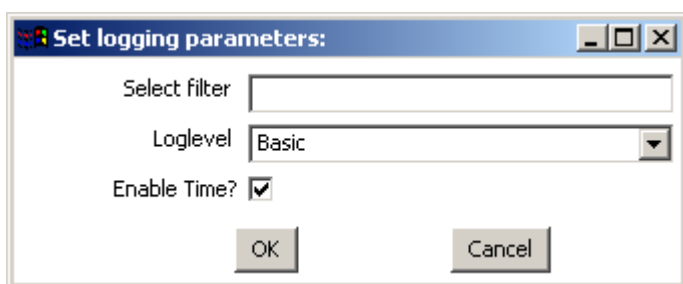 Set logging parameters:
Select filter
Loglevel Basic
Enable Time?
OK Cancel